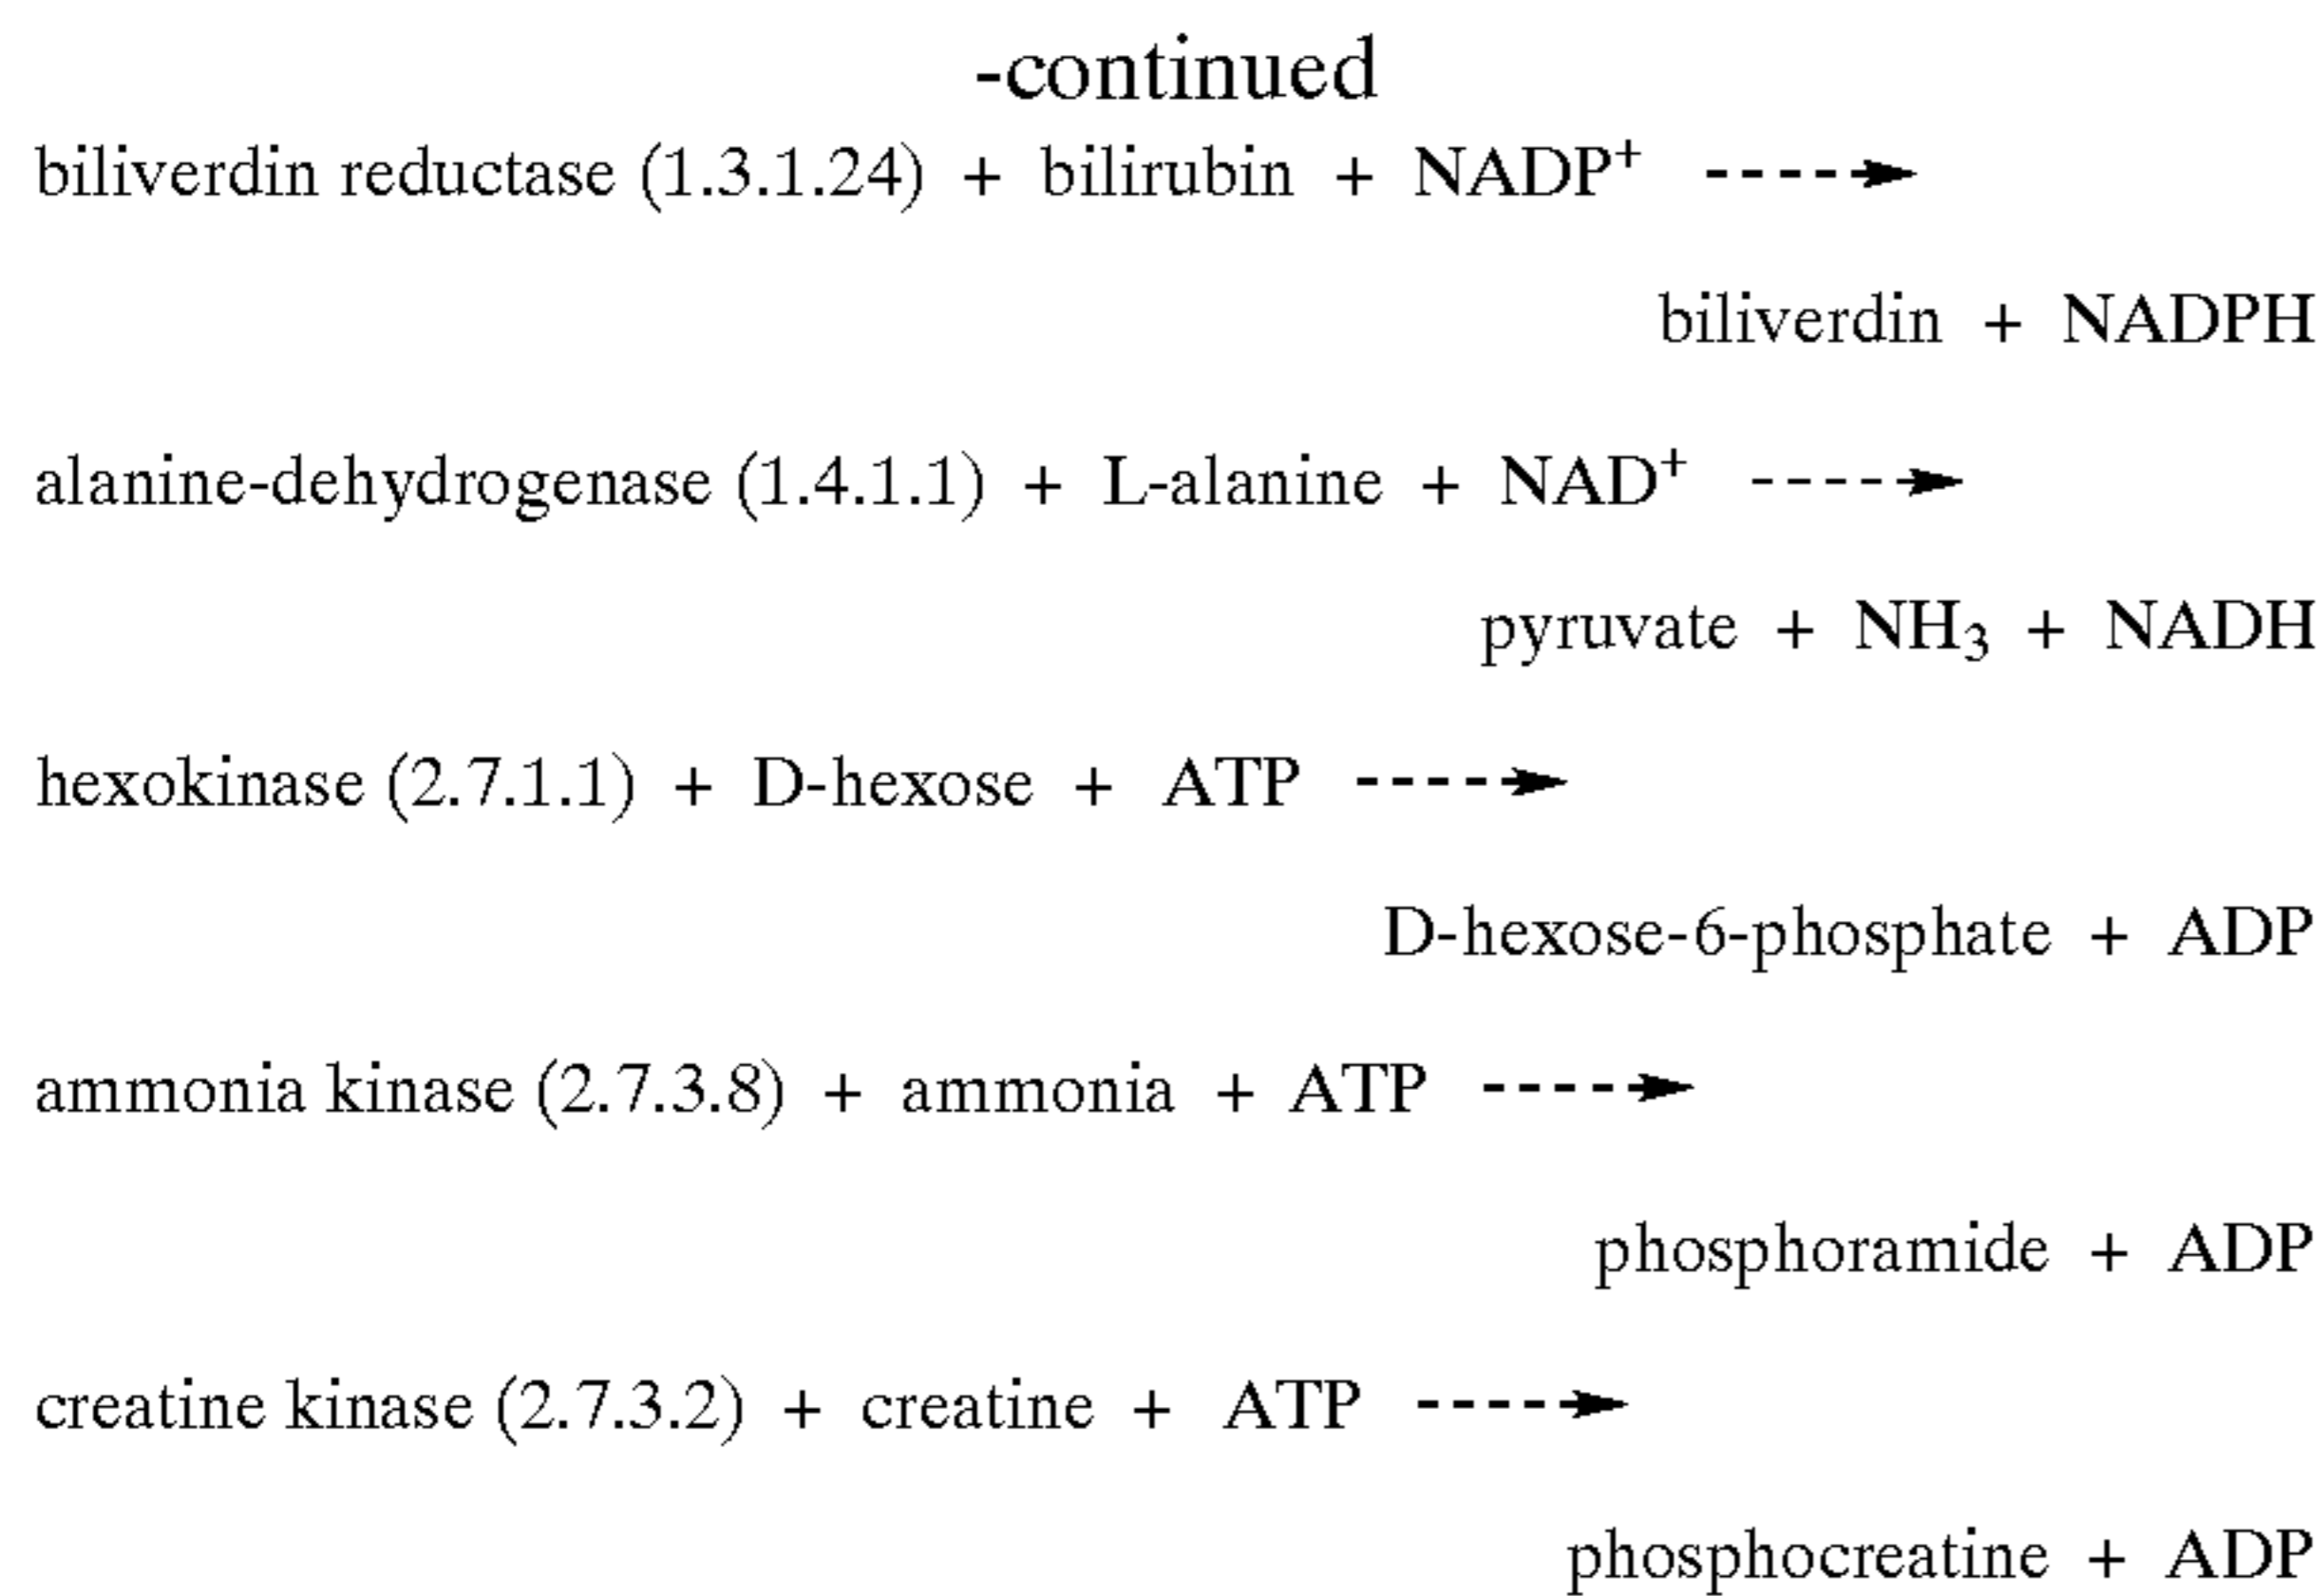 -continued
biliverdin reductase (1.3.1.24) + bilirubin + NADP⁺ ----➤
biliverdin + NADPH
alanine-dehydrogenase (1.4.1.1) + L-alanine + NAD⁺ ----➤
pyruvate + NH₃ + NADH
hexokinase (2.7.1.1) + D-hexose + ATP ----➤
D-hexose-6-phosphate + ADP
ammonia kinase (2.7.3.8) + ammonia + ATP ----➤
phosphoramide + ADP
creatine kinase (2.7.3.2) + creatine + ATP ----➤
phosphocreatine + ADP